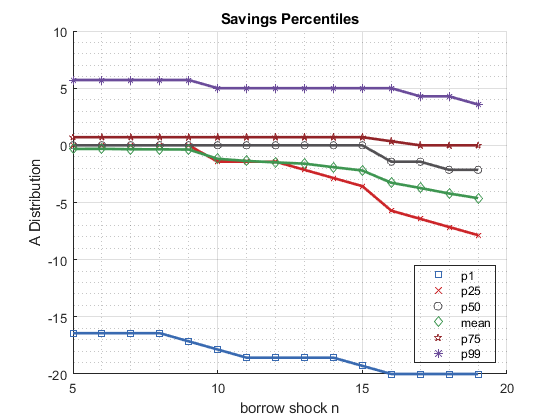 Savings Percentiles
A Distribution
10
5
0
-5
-10
-15
-20
5
10
15
20
borrow shock n
p1
p25
p50
mean
p75
p99